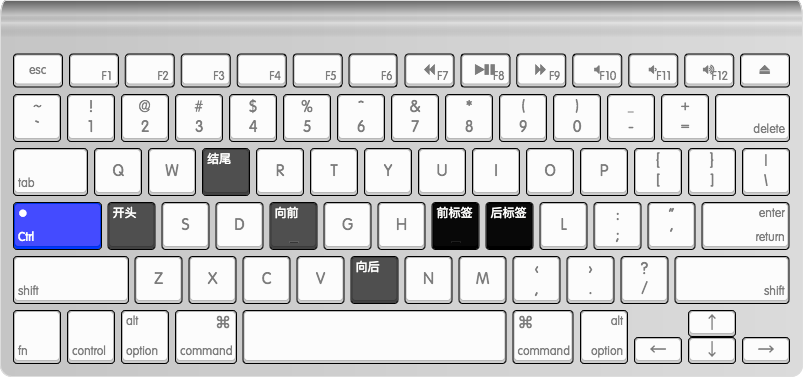 esc F1 F2 F3 F4 F5 F6 F7 F8 F9 F10 F11 F12
~ ! @ # $ % ˆ & * ( ) _ +
` 1 2 3 4 5 6 7 8 9 0 - = delete
tab Q W 结尾 R T Y U I O P { [ } ] | \
Ctrl 开头 S D 向前 _ G H 前标签 _ 后标签 L : ; " ' enter return
shift Z X C V 向后 N M ‹ , › . ? / shift
fn control alt option ⌘ command ⌘ command alt option ← ↑ ↓ →